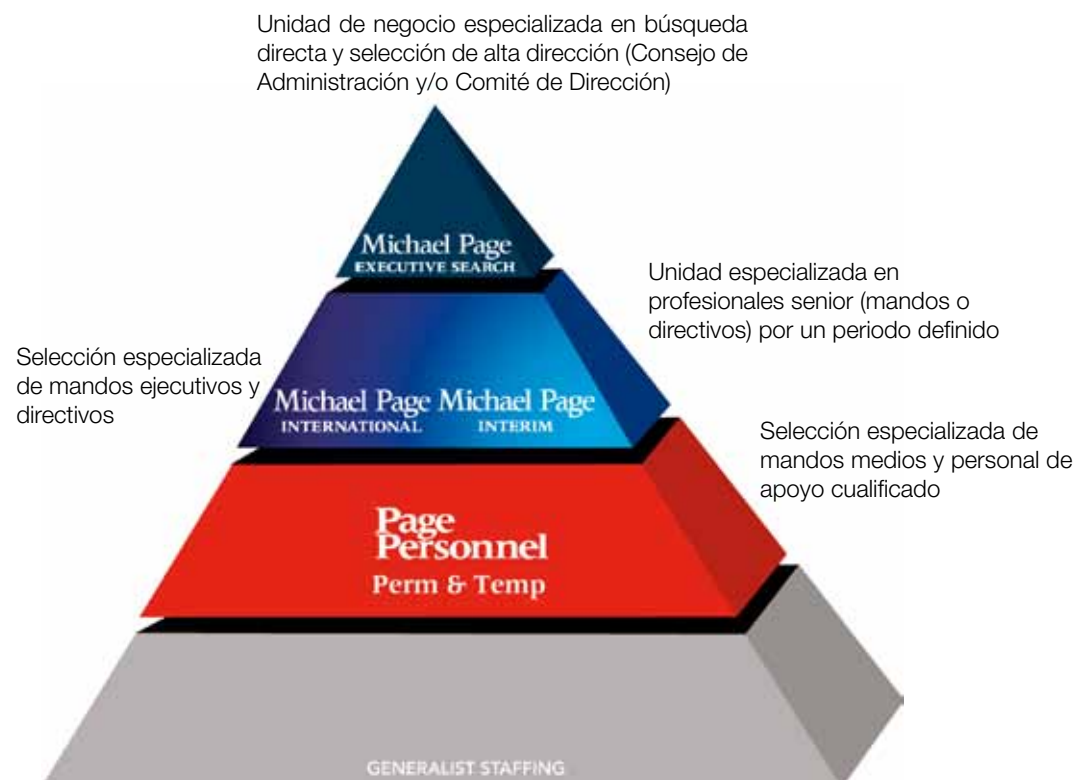 Unidad de negocio especializada en búsqueda
directa y selección de alta dirección (Consejo de
Administración y/o Comité de Dirección)
Michael Page
EXECUTIVE SEARCH
Unidad especializada en
profesionales senior (mandos o
directivos) por un periodo definido
Selección especializada
de mandos ejecutivos y
directivos
Michael Page Michael Page
INTERNATIONAL INTERIM
Selección especializada de
mandos medios y personal de
apoyo cualificado
Page
Personnel
Perm & Temp
GENERALIST STAFFING